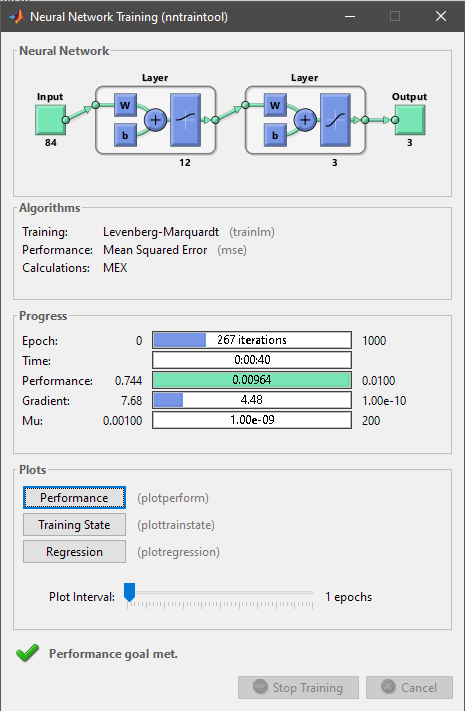 Neural Network Training (nntraintool)
Neural Network
Layer Layer
Input Output
W W
b b
+ +
84 3
12 3
Algorithms
Training: Levenberg-Marquardt (trainlm)
Performance: Mean Squared Error (mse)
Calculations: MEX
Progress
Epoch: 0 267 iterations 1000
Time: 0:00:40
Performance: 0.744 0.00964 0.0100
Gradient: 7.68 4.48 1.00e-10
Mu: 0.00100 1.00e-09 200
Plots
Performance (plotperform)
Training State (plottrainstate)
Regression (plotregression)
Plot Interval: 1 epochs
Performance goal met.
Stop Training Cancel